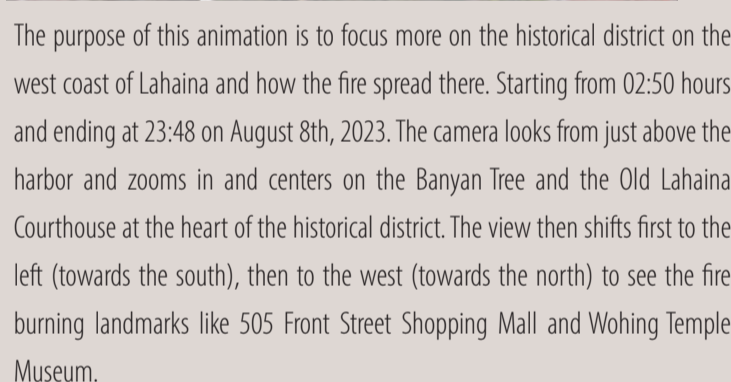 The purpose of this animation is to focus more on the historical district on the
west coast of Lahaina and how the fire spread there. Starting from 02:50 hours
and ending at 23:48 on August 8th, 2023. The camera looks from just above the
harbor and zooms in and centers on the Banyan Tree and the Old Lahaina
Courthouse at the heart of the historical district. The view then shifts first to the
left (towards the south), then to the west (towards the north) to see the fire
burning landmarks like 505 Front Street Shopping Mall and Wohing Temple
Museum.